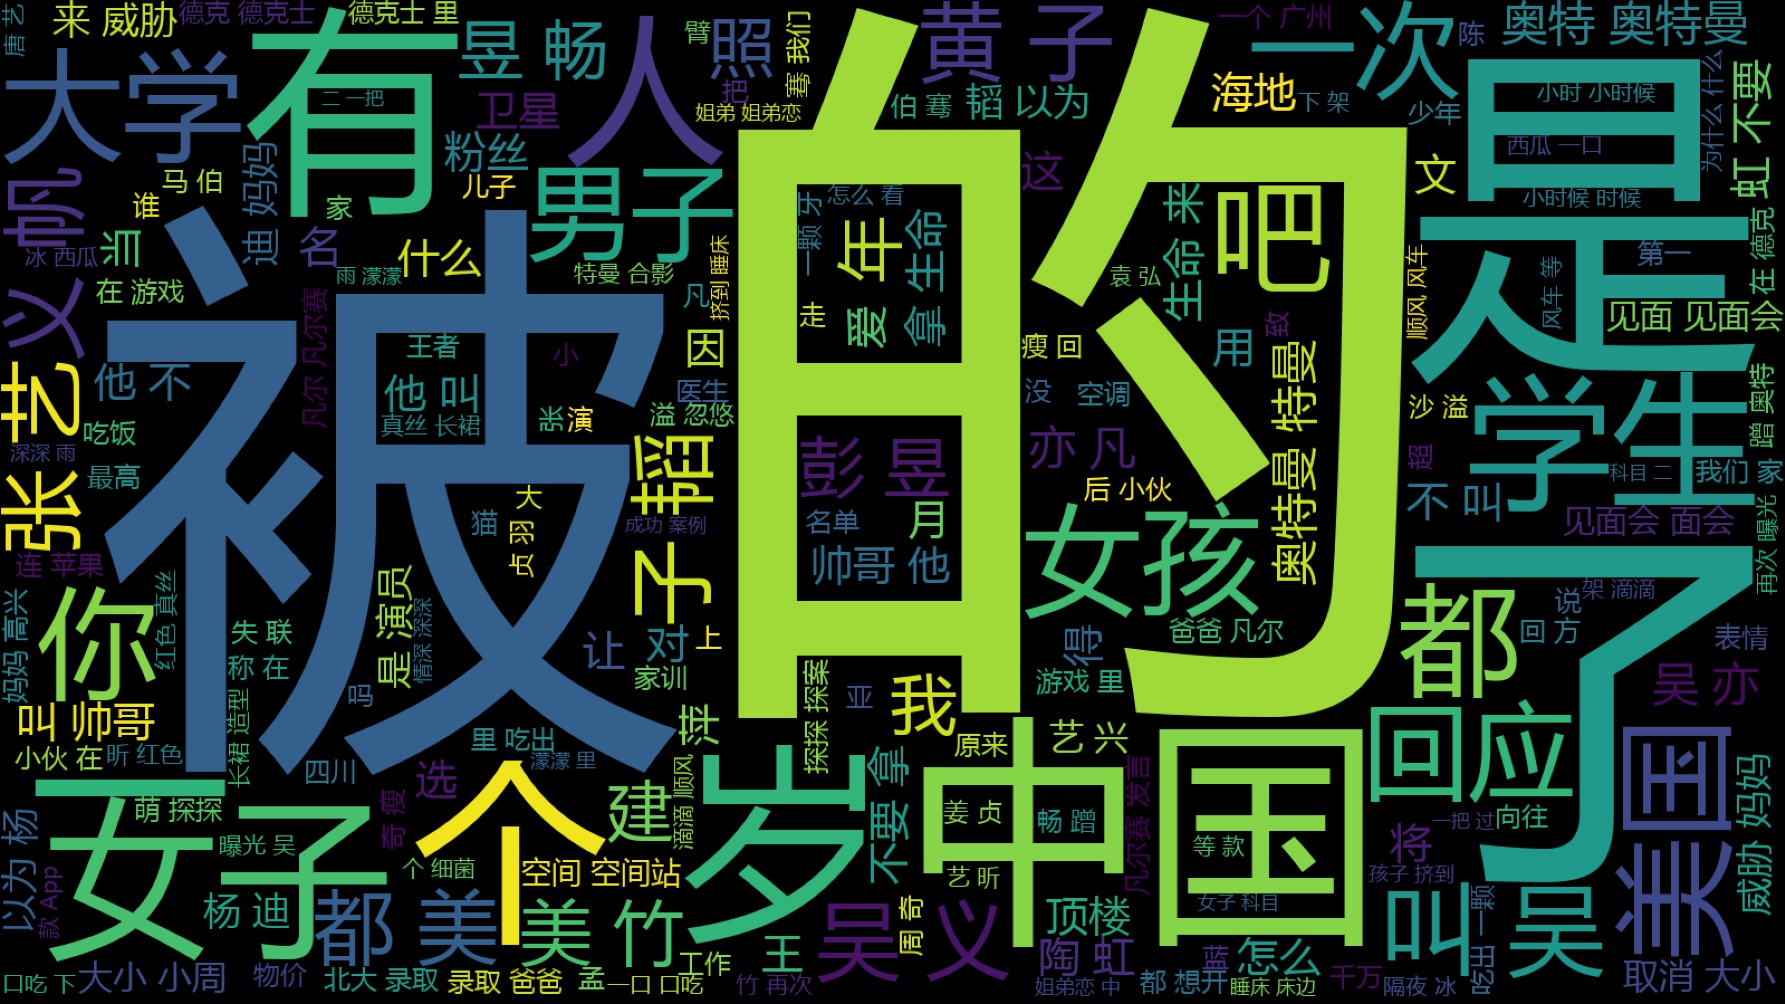 唐 艺
来 威胁
德克 德克士
德克士 里
有
昱 畅
人
臂
照
骞 我们
黄 子
的
一个 广州
一次
陈
奥特 奥特曼
大学
二 一把
卫星
把
姐弟 姐弟恋
伯 骞
韬 以为
海地
下 架
少年
是
小时 小时候
为什么 什么
虹 不要
帆
迪 妈妈
粉丝
儿子
男子
马 伯
谁
家
名
冰 西瓜
组
在 游戏
雨 濛濛
什么
特曼 合影
挤到 睡床
凡
这
西瓜 一口
小时候 时候
文
一颗 牙
怎么 看
年
生命
生命 来
吧
袁 弘
顺风 风车
第一
风车 等
在 德克
见面 见面会
义
凡尔 凡尔赛
被
王者
小
因
走
爱
拿
瘦 回
用
致
奥特曼 特曼
张 艺
他 不
他 叫
真丝 长裙
张
演
医生
溢 忽悠
没
空调
沙 溢
学生
蹭 奥特
吃饭
深深 雨
最高
子 韬
彭 昱
亦 凡
超
科目 二
我们 家
后 小伙
不 叫
见面会 面会
再次 曝光
猫
大
贞 羽
成功 案例
名单
月
帅哥 他
女孩
连 苹果
红色 真丝
妈妈 高兴
你
失 联
称 在
是 演员
情深 深深
让
对
上
家训
得
爸爸 凡尔
游戏 里
都
了
架 滴滴
说
回 方
表情
吴 亦
吗
叫 帅哥
小伙 在
昕 红色
长裙 造型
四川
里 吃出
濛濛 里
探探 探案
亚
我
原来
艺 兴
回应
美国
威胁 妈妈
女子
萌 探探
曝光 吴
以为 杨
款 App
杨 迪
奇 瘦
选
个
个 细菌
建
滴滴 顺风
岁
不要 拿
中国
姜 贞
畅 蹭
凡尔赛 发言
等 款
艺 昕
女子 科目
将
一把 过
向往
孩子 挤到
空间 空间站
都 美
美 竹
王
吴 义
周 奇
顶楼
陶 虹
蓝
怎么
叫 吴
吃出 一颗
口吃 下
大小 小周
物价
北大 录取
录取 爸爸
孟
一口 口吃
工作
竹 再次
姐弟恋 中
都 想开
睡床 床边
千万
隔夜 冰
取消 大小